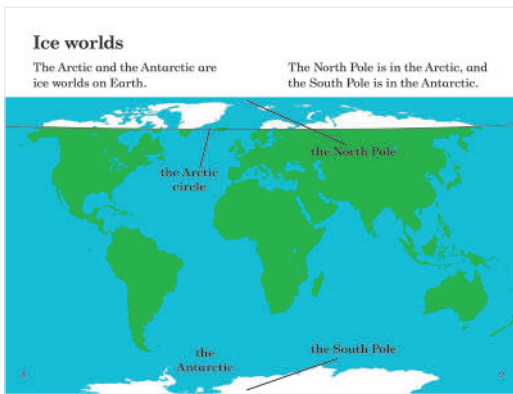 Ice worlds
The Arctic and the Antarctic are
ice worlds on Earth.
The North Pole is in the Arctic, and
the South Pole is in the Antarctic.
the North Pole
the Arctic
circle
the
Antarctic
the South Pole
8
9